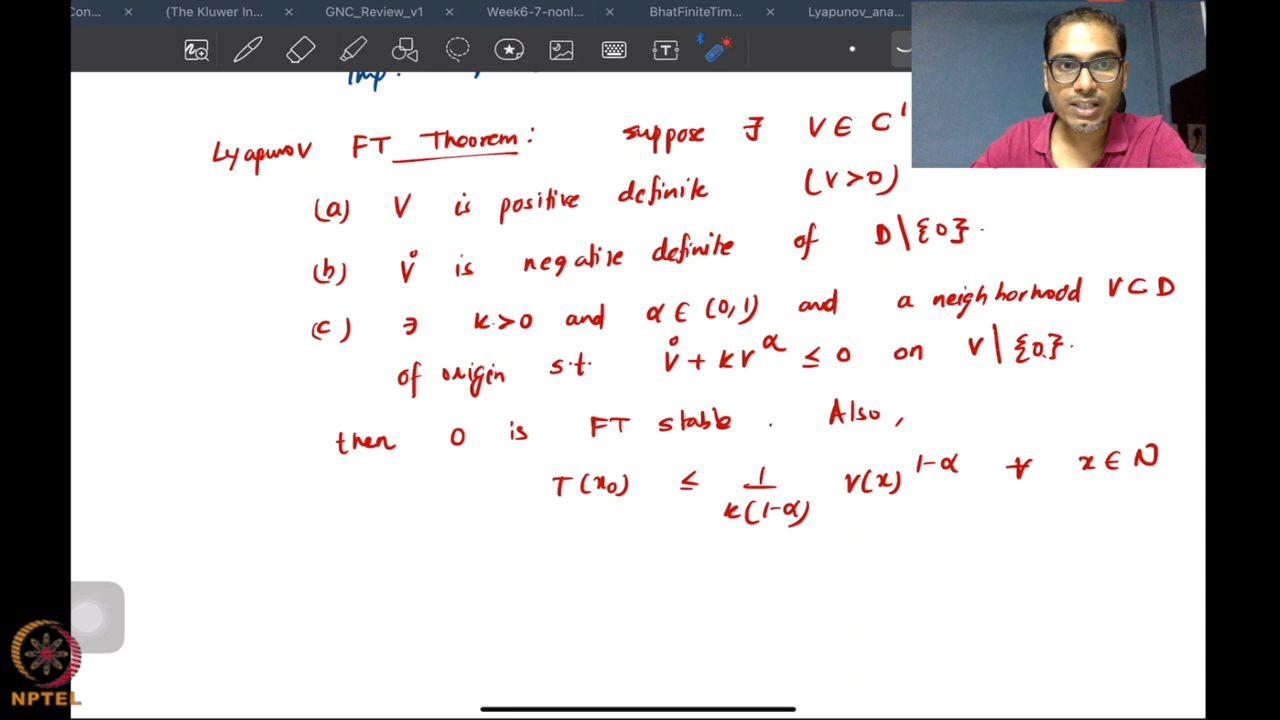 Con...
(The Kluwer In...
GNC_Review_v1
Week6-7-nonl...
BhatFiniteTim...
Lyapunov_ana...
Imp.
Lyapunov FT Theorem: suppose ∃ V ∈ C¹
(a) V is positive definite (V>0)
(b) V̇ is negative definite of D\{0}.
(c) ∃ k>0 and α ∈ (0,1) and a neighborhood V⊂D
of origin s.t. V̇ + kV^α ≤ 0 on V\{0}.
then 0 is FT stable. Also,
T(x₀) ≤ 1/k(1-α) V(x)^1-α ∀ x ∈ N
NPTEL